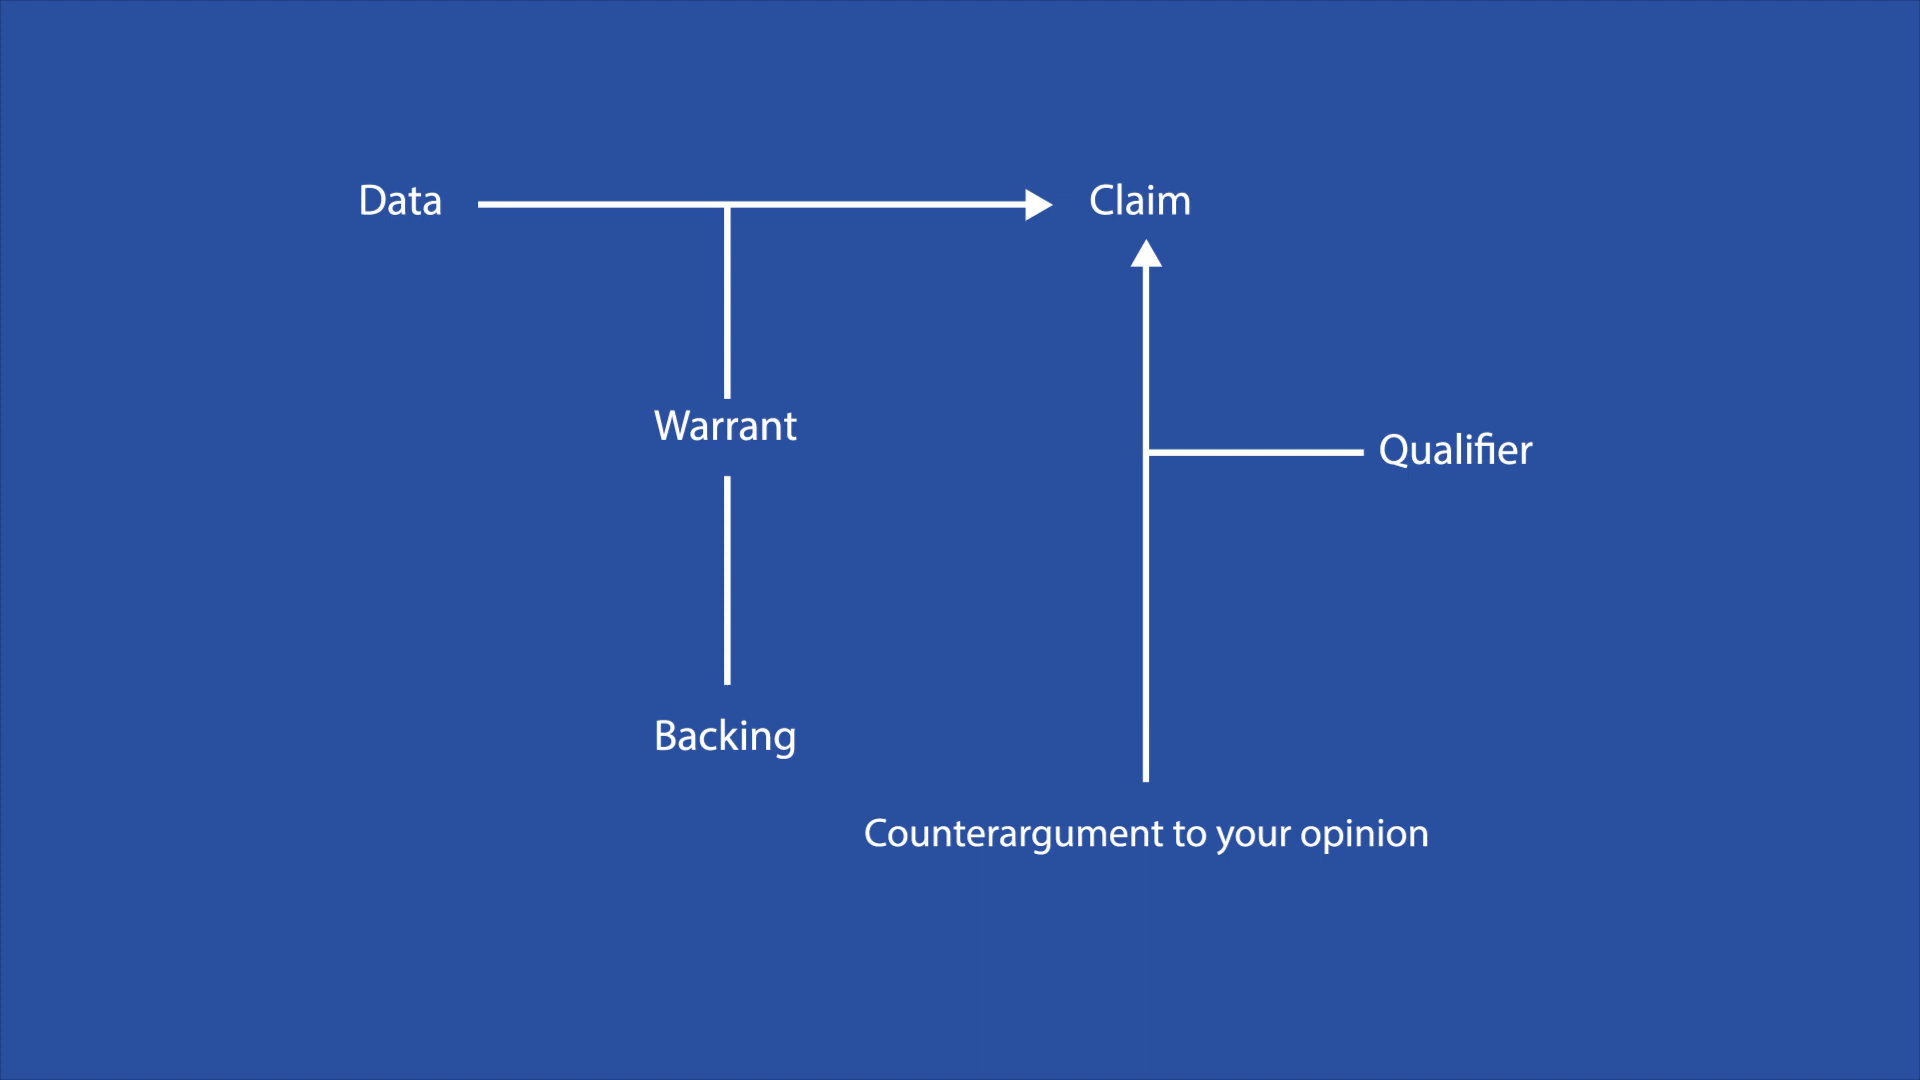 Data
Claim
Warrant
Qualifier
Backing
Counterargument to your opinion